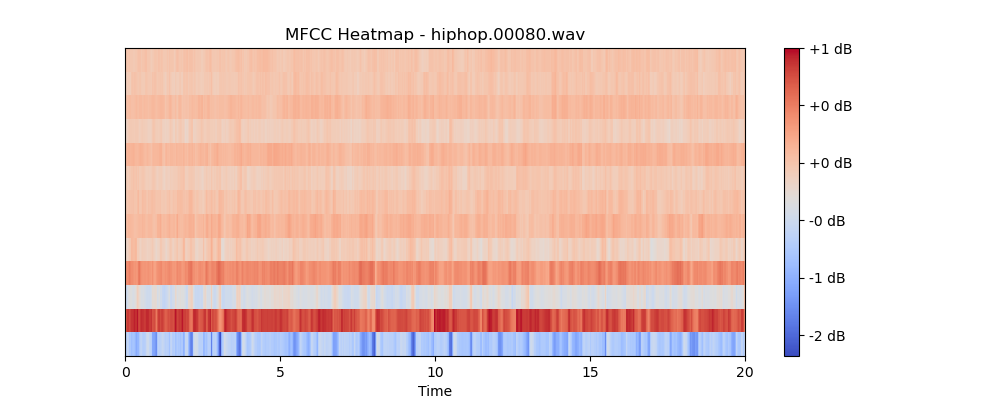 MFCC Heatmap - hiphop.00080.wav
+1 dB
+0 dB
+0 dB
-0 dB
-1 dB
-2 dB
0 5 10 15 20
Time